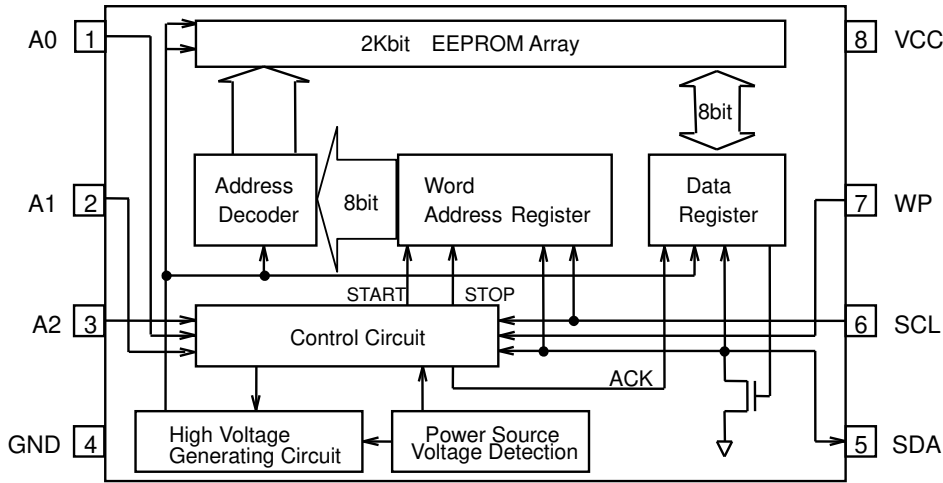 A0 1
2Kbit EEPROM Array
8 VCC
8bit
A1 2
Address
Decoder
8bit
Word
Address Register
Data
Register
7 WP
START
STOP
A2 3
Control Circuit
6 SCL
ACK
GND 4
High Voltage
Generating Circuit
Power Source
Voltage Detection
5 SDA